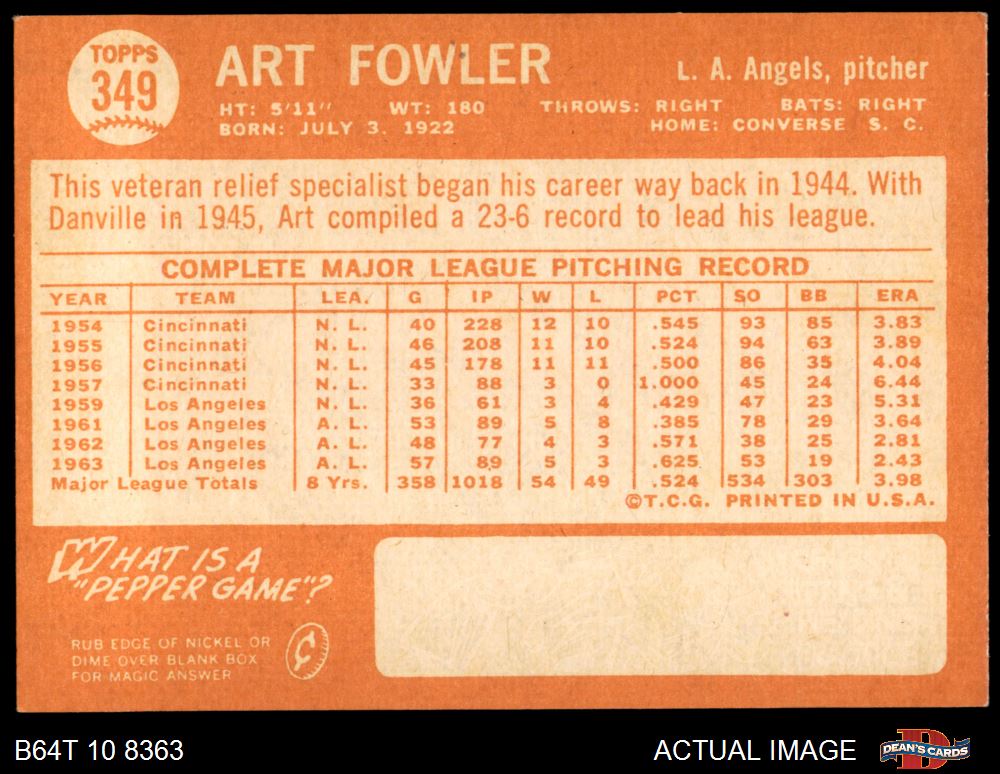 TOPPS
349
ART FOWLER
L. A. Angels, pitcher
HT: 5'11" WT: 180 THROWS: RIGHT BATS: RIGHT
BORN: JULY 3. 1922 HOME: CONVERSE S. C.
This veteran relief specialist began his career way back in 1944. With
Danville in 1945, Art compiled a 23-6 record to lead his league.
COMPLETE MAJOR LEAGUE PITCHING RECORD
YEAR TEAM LEA. G IP W L PCT SO BB ERA
1954 Cincinnati N. L. 40 228 12 10 .545 93 85 3.83
1955 Cincinnati N. L. 46 208 11 10 .524 94 63 3.89
1956 Cincinnati N. L. 45 178 11 11 .500 86 35 4.04
1957 Cincinnati N. L. 33 88 3 0 1.000 45 24 6.44
1959 Los Angeles N. L. 36 61 3 4 .429 47 23 5.31
1961 Los Angeles A. L. 53 89 5 8 .385 78 29 3.64
1962 Los Angeles A. L. 48 77 4 3 .571 38 25 2.81
1963 Los Angeles A. L. 57 89 5 3 .625 53 19 2.43
Major League Totals 8 Yrs. 358 1018 54 49 .524 534 303 3.98
©T.C.G. PRINTED IN U.S.A.
WHAT IS A
"PEPPER GAME"?
RUB EDGE OF NICKEL OR
DIME OVER BLANK BOX
FOR MAGIC ANSWER
¢
B64T 10 8363
ACTUAL IMAGE
DEAN'S CARDS